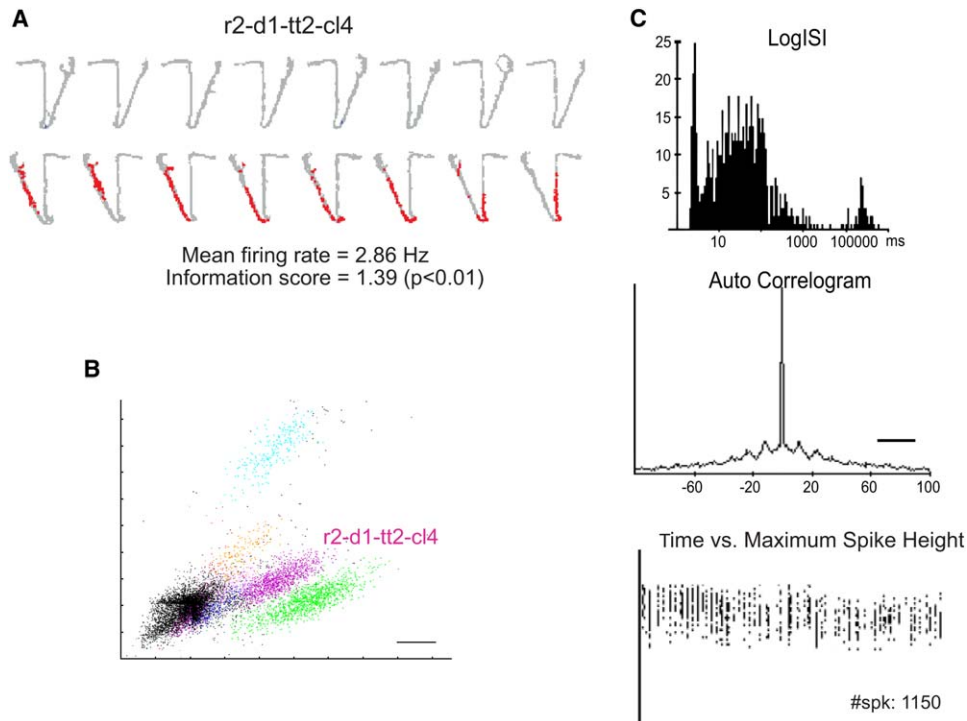 A
r2-d1-tt2-cl4
Mean firing rate = 2.86 Hz
Information score = 1.39 (p<0.01)
B
r2-d1-tt2-cl4
C
LogISI
25
20
15
10
5
10 1000 100000 ms
Auto Correlogram
-60 -20 20 60 100
Time vs. Maximum Spike Height
#spk: 1150